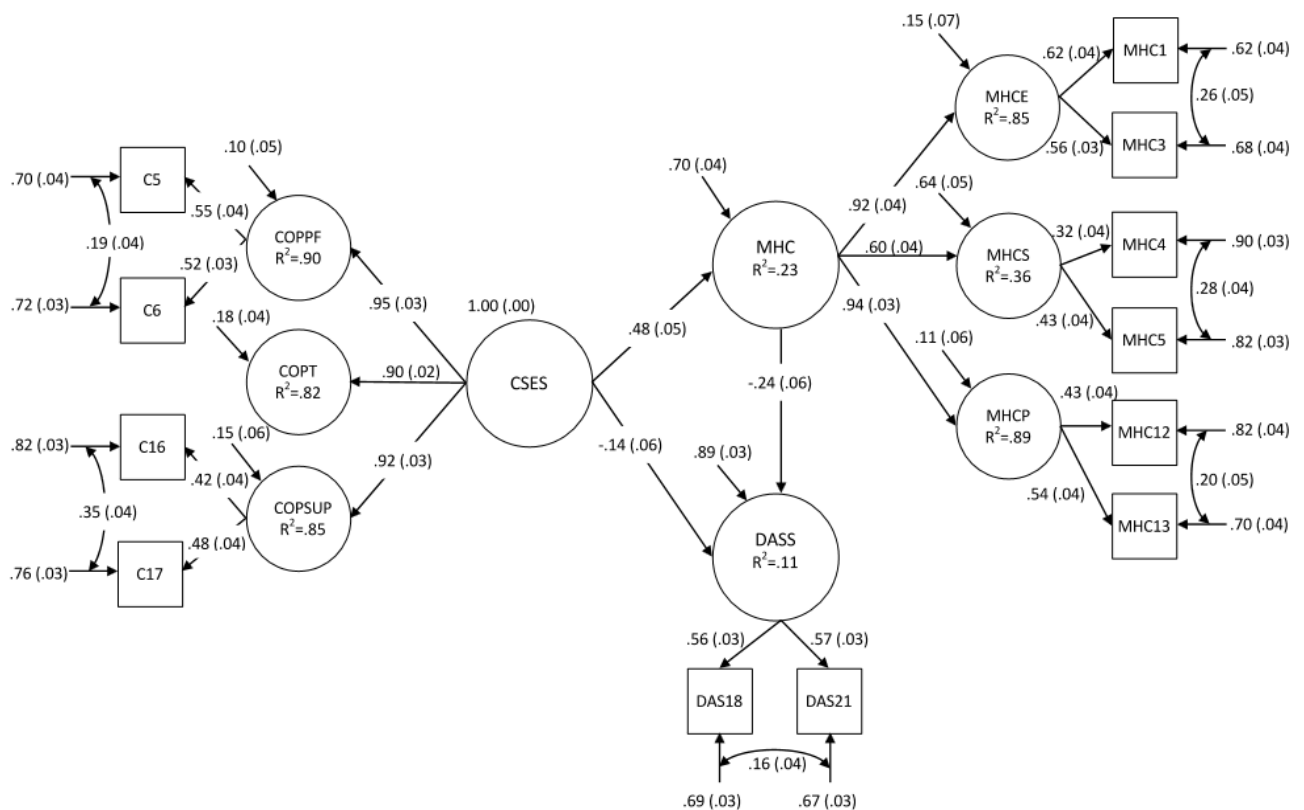 .15 (.07)
.62 (.04)
MHC1
.62 (.04)
MHCE
R²=.85
.26 (.05)
.56 (.03)
MHC3
.68 (.04)
.10 (.05)
.70 (.04)
C5
.55 (.04)
.19 (.04)
COPPF
R²=.90
.52 (.03)
.72 (.03)
C6
.95 (.03)
.18 (.04)
COPT
R²=.82
.90 (.02)
1.00 (.00)
CSES
.15 (.06)
.82 (.03)
C16
.42 (.04)
.92 (.03)
.35 (.04)
COPSUP
R²=.85
.48 (.04)
.76 (.03)
C17
.70 (.04)
MHC
R²=.23
.48 (.05)
.92 (.04)
.60 (.04)
.94 (.03)
.64 (.05)
.32 (.04)
MHC4
.90 (.03)
MHCS
R²=.36
.28 (.04)
.43 (.04)
MHC5
.82 (.03)
.11 (.06)
.43 (.04)
MHC12
.82 (.04)
MHCP
R²=.89
.20 (.05)
.54 (.04)
MHC13
.70 (.04)
-.24 (.06)
-.14 (.06)
.89 (.03)
DASS
R²=.11
.56 (.03)
.57 (.03)
DAS18
DAS21
.16 (.04)
.69 (.03)
.67 (.03)